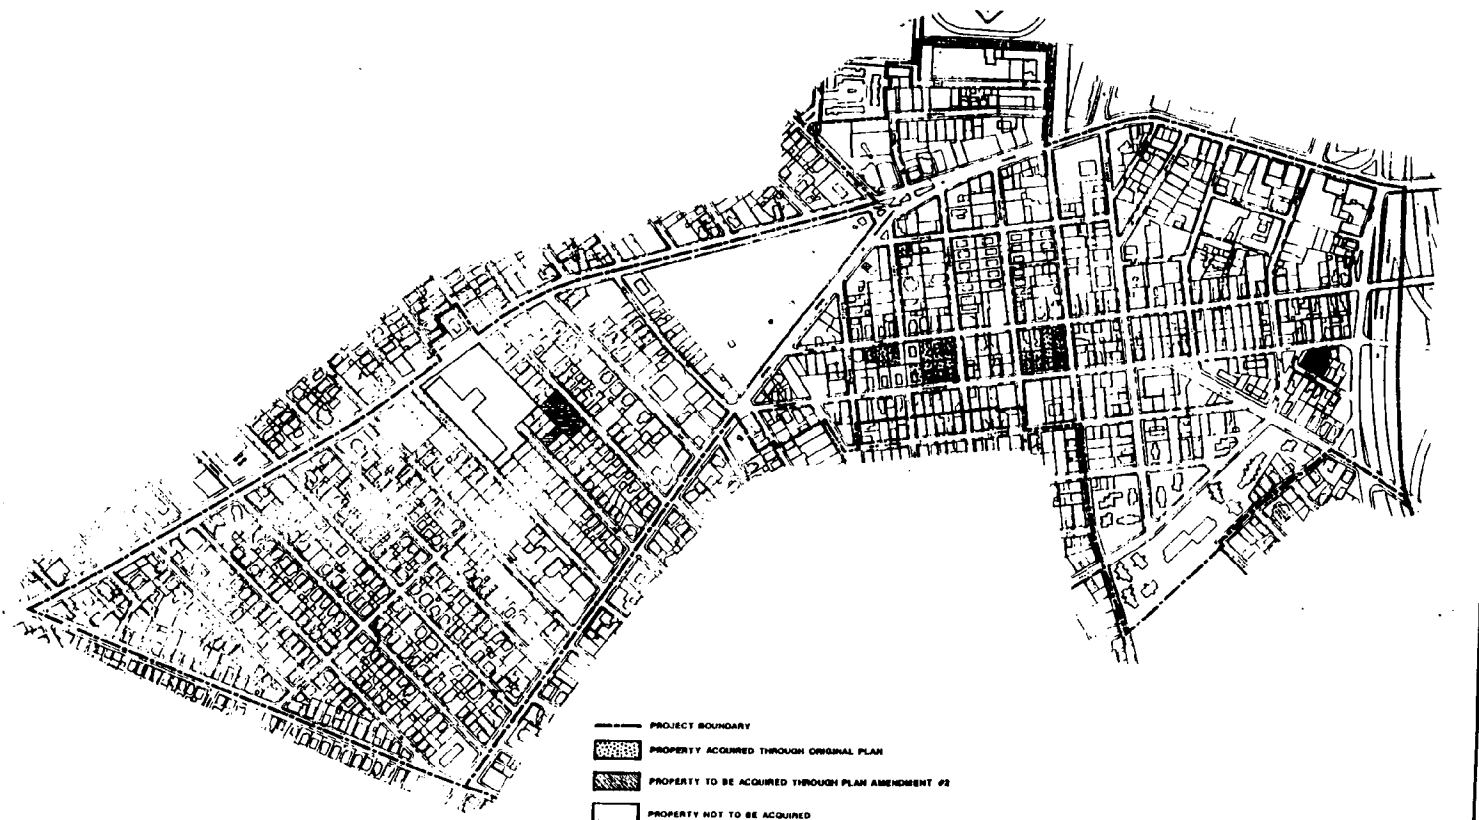 PROJECT BOUNDARY
PROPERTY ACQUIRED THROUGH ORIGINAL PLAN
PROPERTY TO BE ACQUIRED THROUGH PLAN AMENDMENT #2
PROPERTY NOT TO BE ACQUIRED